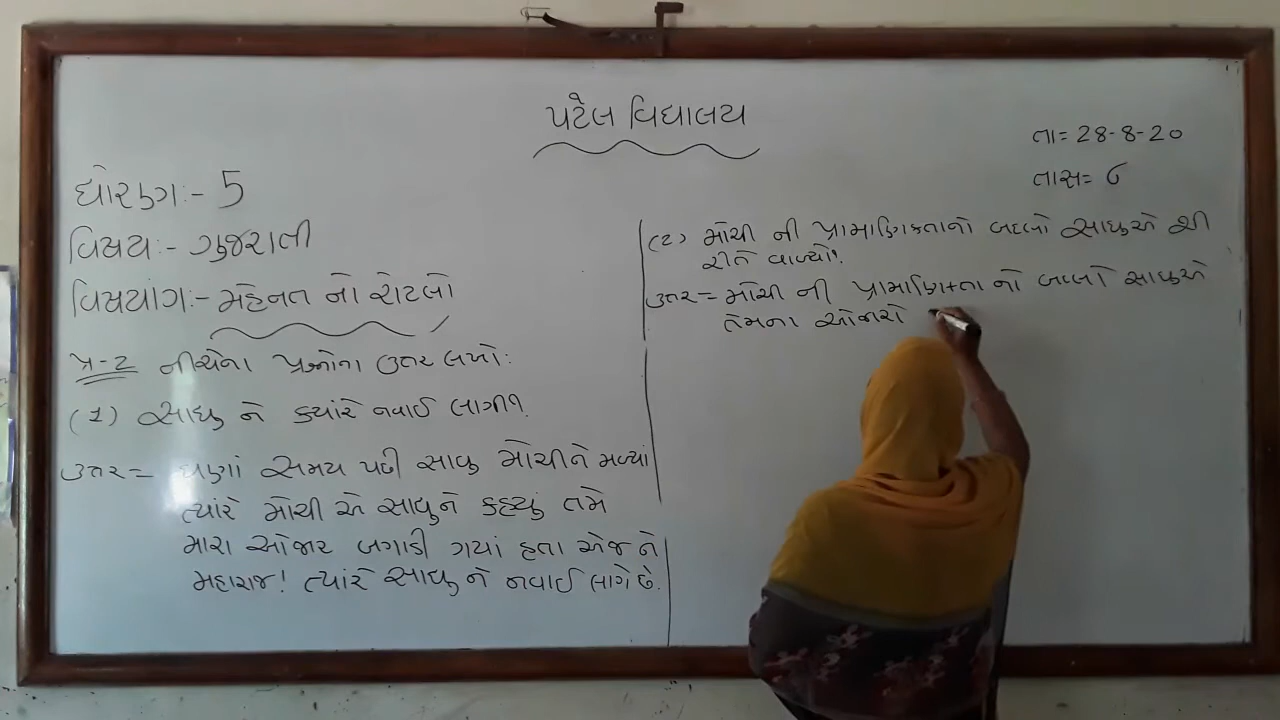 પટેલ વિદ્યાલય
તા= 28-8-20
તાસ= ૮
ધોરણ:- 5
વિષય:- ગુજરાતી
વિષયાંગ:- મહેનત નો રોટલો
પ્ર-2 નીચેના પ્રશ્નોના ઉત્તર લખો:
(1) સાધુ ને ક્યારે નવાઈ લાગી?
ઉત્તર= ઘણાં સમય પછી સાધુ મોચીને મળ્યાં
ત્યારે મોચી એ સાધુને કહ્યું તમે
મારા ઓજાર બગાડી ગયાં હતા એજ ને
મહારાજ! ત્યારે સાધુ ને નવાઈ લાગે છે.
(2) મોચી ની પ્રામાણિકતાનો બદલો સાધુએ શી
રીતે વાળ્યો?
ઉત્તર= મોચી ની પ્રામાણિકતા નો બદલો સાધુએ
તેમના ઓજારો